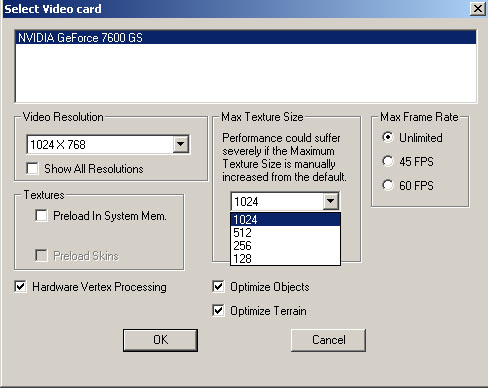 Select Video card
NVIDIA GeForce 7600 GS
Video Resolution
1024 X 768
Show All Resolutions
Textures
Preload In System Mem.
Preload Skins
Hardware Vertex Processing
Max Texture Size
Performance could suffer
severely if the Maximum
Texture Size is manually
increased from the default.
1024
1024
512
256
128
Optimize Objects
Optimize Terrain
Max Frame Rate
Unlimited
45 FPS
60 FPS
OK
Cancel